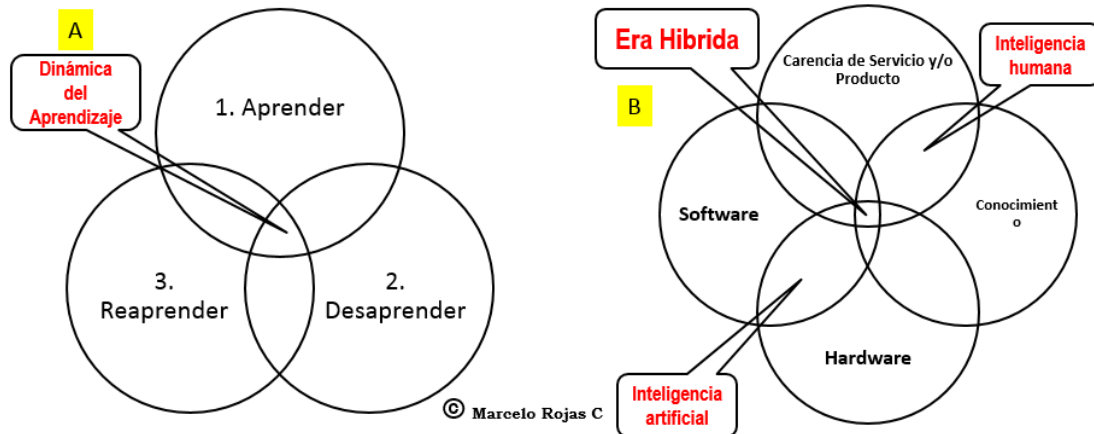 A
Dinámica
del
Aprendizaje
1. Aprender
3.
Reaprender
2.
Desaprender
© Marcelo Rojas C
Era Hibrida
B
Carencia de Servicio y/o
Producto
Inteligencia
humana
Software
Conocimient
o
Hardware
Inteligencia
artificial